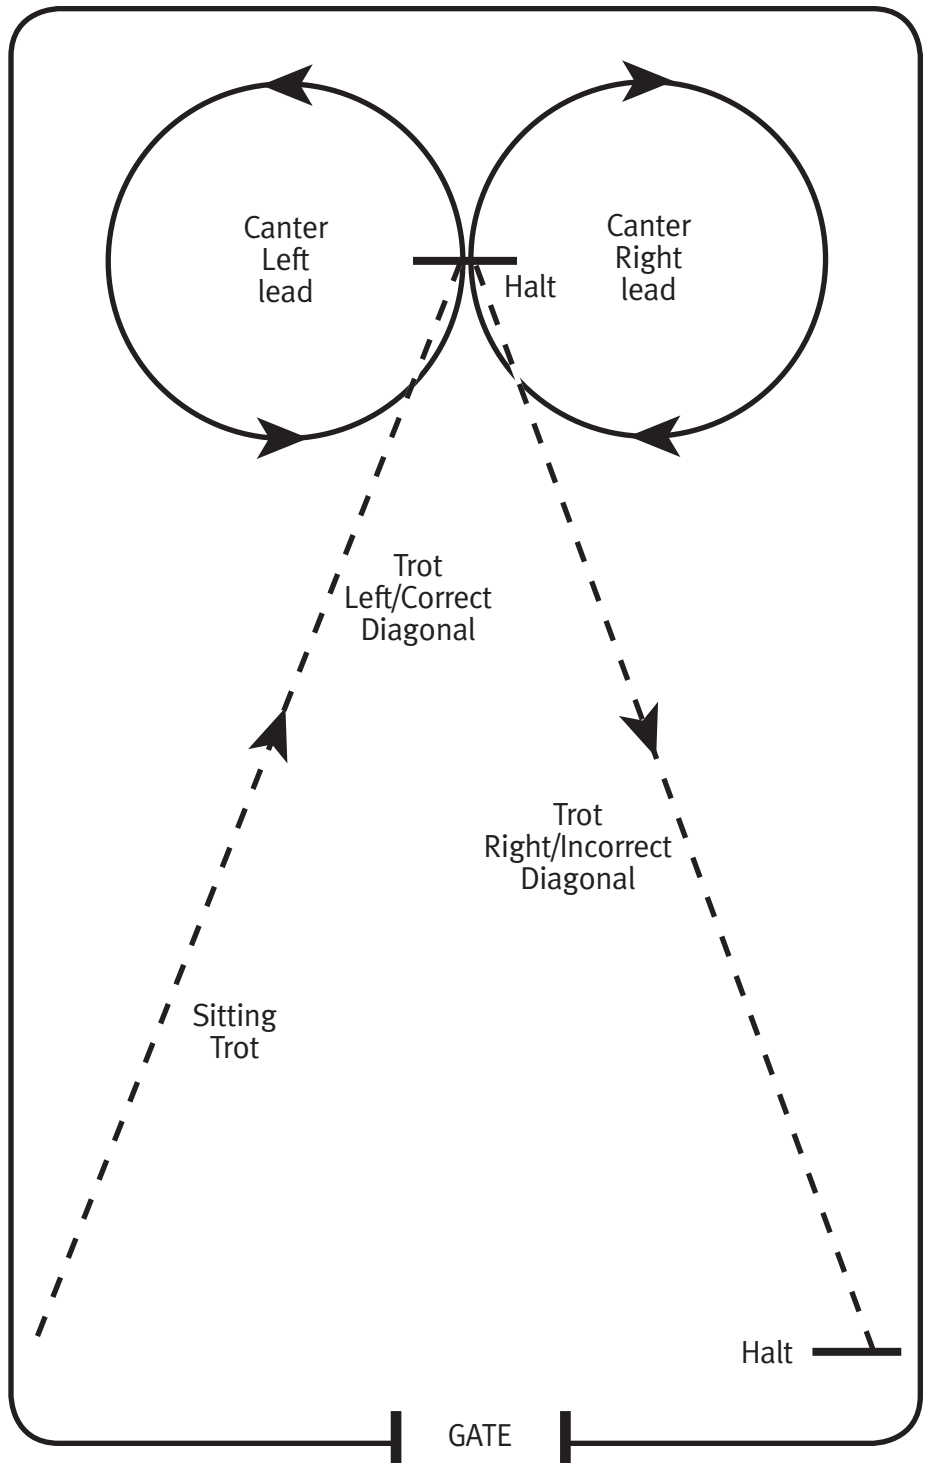 Canter
Left
lead
Canter
Right
lead
Halt
Trot
Left/Correct
Diagonal
Trot
Right/Incorrect
Diagonal
Sitting
Trot
Halt
GATE